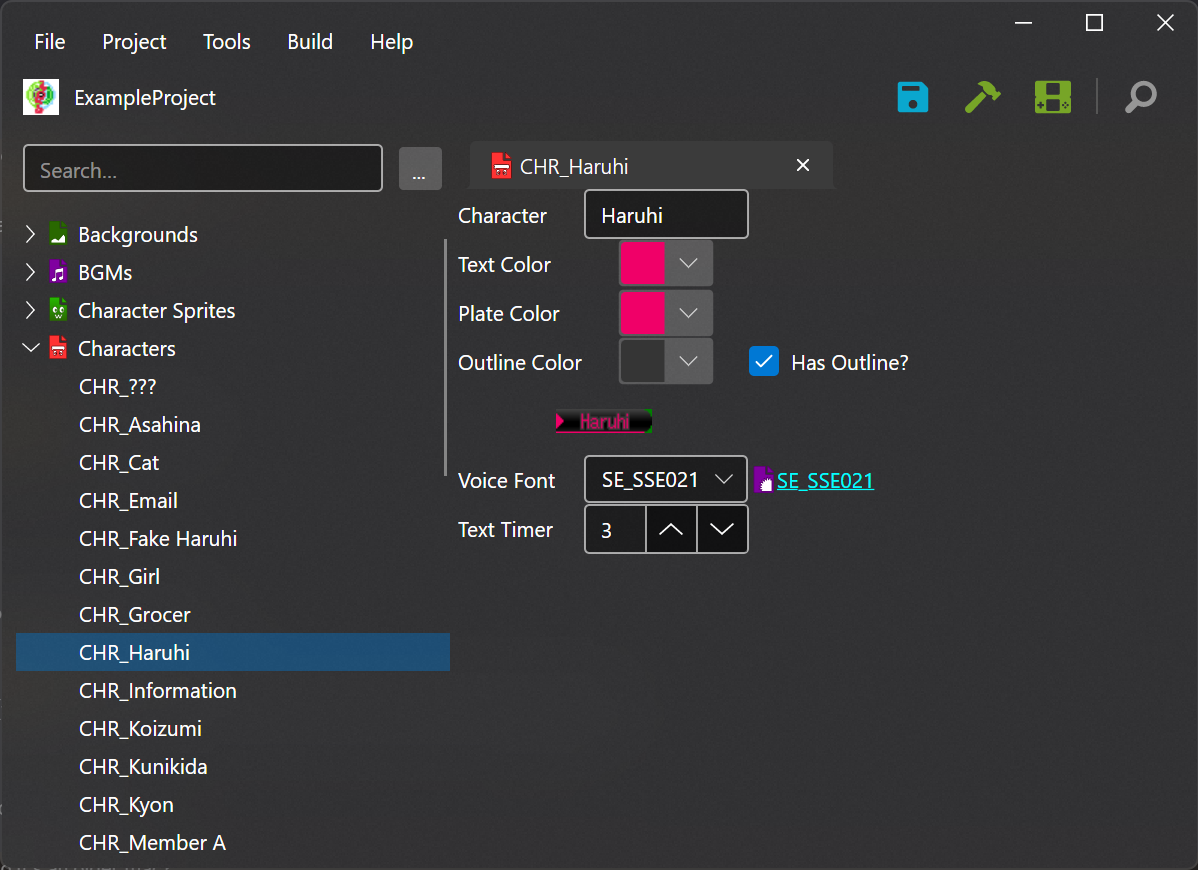 File Project Tools Build Help
ExampleProject
Search...
...
CHR_Haruhi
Backgrounds
BGMs
Character Sprites
Characters
CHR_???
CHR_Asahina
CHR_Cat
CHR_Email
CHR_Fake Haruhi
CHR_Girl
CHR_Grocer
CHR_Haruhi
CHR_Information
CHR_Koizumi
CHR_Kunikida
CHR_Kyon
CHR_Member A
Character Haruhi
Text Color
Plate Color
Outline Color Has Outline?
Haruhi
Voice Font SE_SSE021 SE_SSE021
Text Timer 3